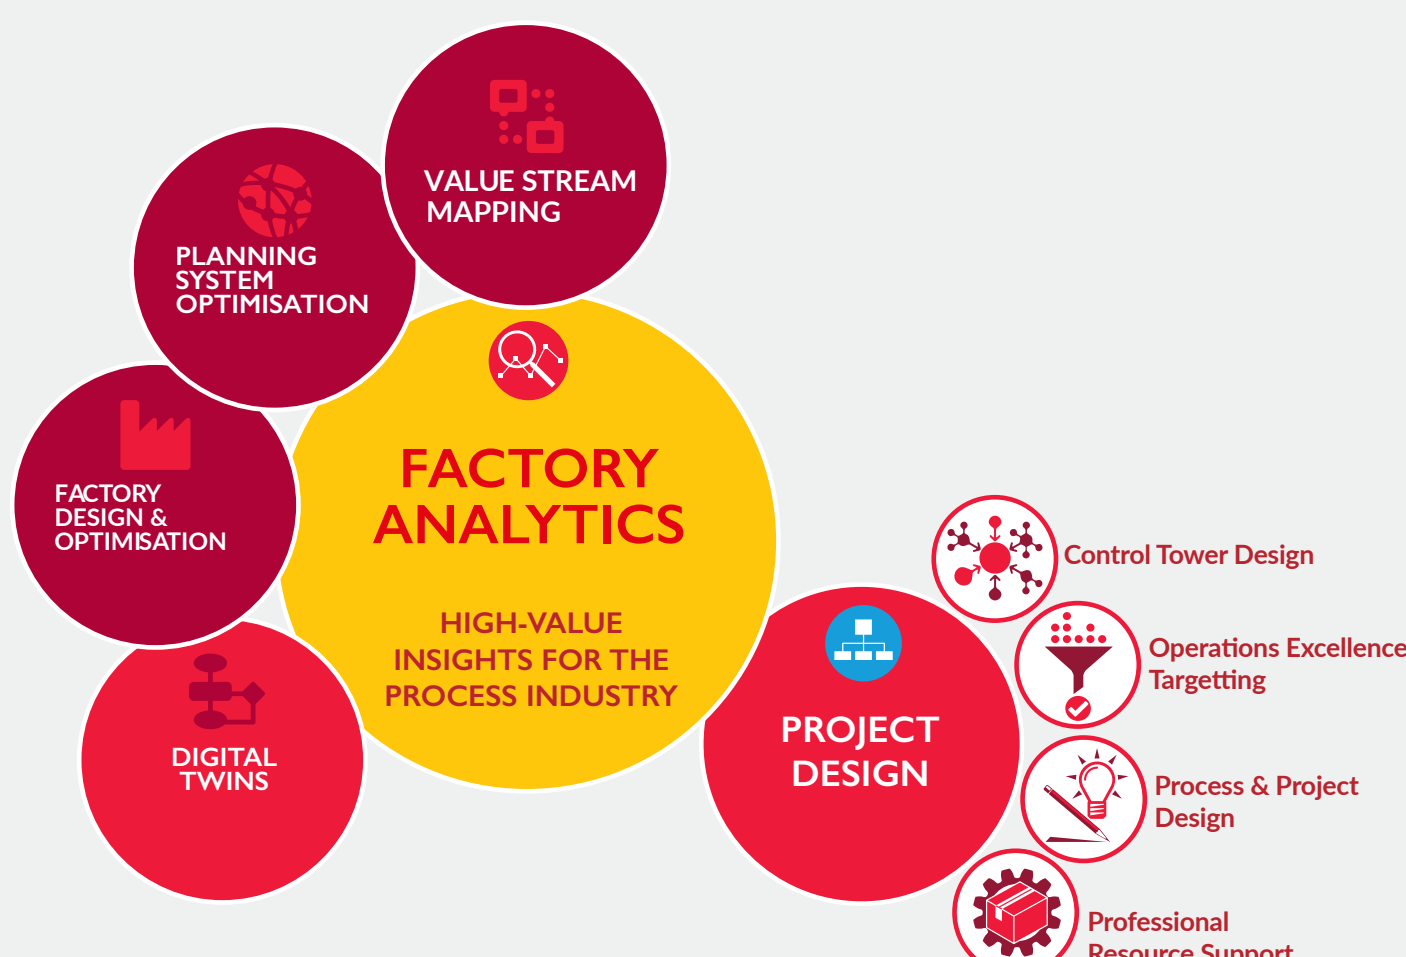 VALUE STREAM
MAPPING
PLANNING
SYSTEM
OPTIMISATION
FACTORY
DESIGN &
OPTIMISATION
DIGITAL
TWINS
FACTORY
ANALYTICS
HIGH-VALUE
INSIGHTS FOR THE
PROCESS INDUSTRY
PROJECT
DESIGN
Control Tower Design
Operations Excellence
Targetting
Process & Project
Design
Professional
Resource Support